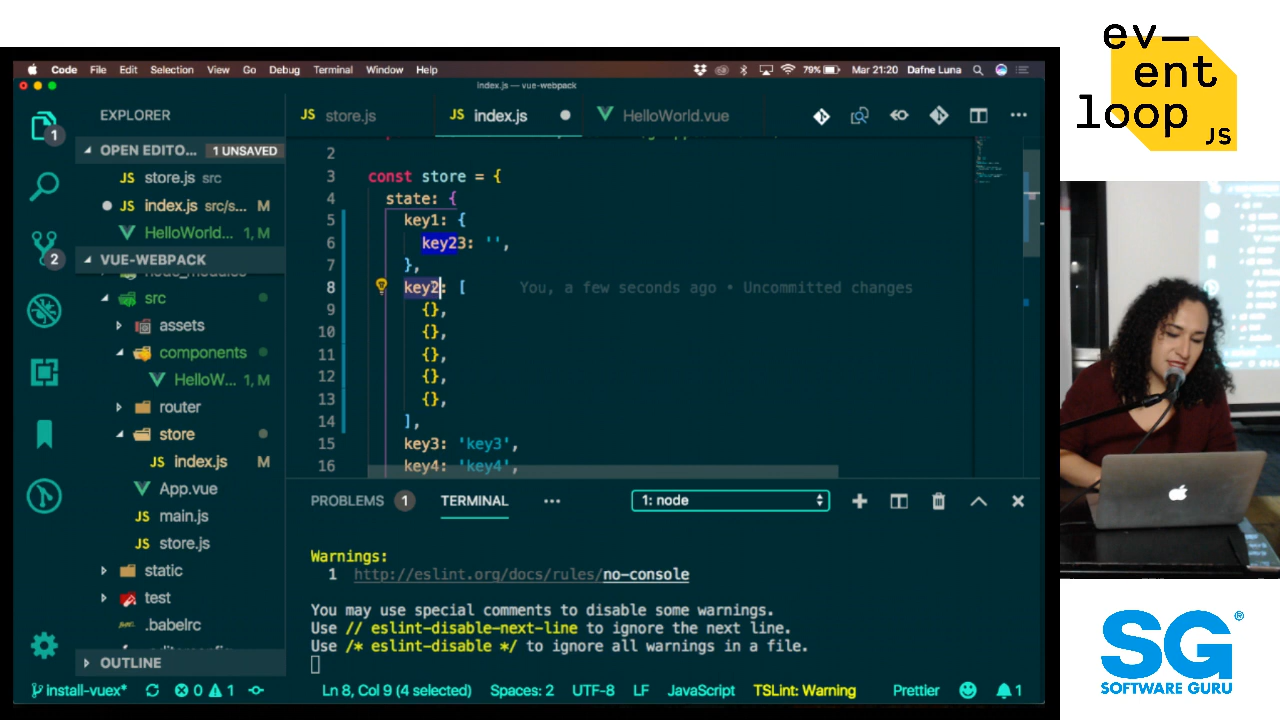 Code File Edit Selection View Go Debug Terminal Window Help 79% Mar 21:20 Dafne Luna
index.js — vue-webpack
EXPLORER
JS store.js JS index.js HelloWorld.vue
OPEN EDITO... 1 UNSAVED
JS store.js src
JS index.js src/s... M
HelloWorld... 1, M
VUE-WEBPACK
src
assets
components
HelloW... 1, M
router
store
JS index.js M
App.vue
JS main.js
JS store.js
static
test
.babelrc
OUTLINE
1
2
2
3 const store = {
4 state: {
5 key1: {
6 key23: '',
7 },
8 key2: [ You, a few seconds ago • Uncommitted changes
9 {},
10 {},
11 {},
12 {},
13 {},
14 ],
15 key3: 'key3',
16 key4: 'key4',
PROBLEMS 1 TERMINAL ••• 1: node
Warnings:
1 http://eslint.org/docs/rules/no-console
You may use special comments to disable some warnings.
Use // eslint-disable-next-line to ignore the next line.
Use /* eslint-disable */ to ignore all warnings in a file.
install-vuex* 0 1 Ln 8, Col 9 (4 selected) Spaces: 2 UTF-8 LF JavaScript TSLint: Warning Prettier 1
ev—
ent
loop
JS
SG®
SOFTWARE GURU